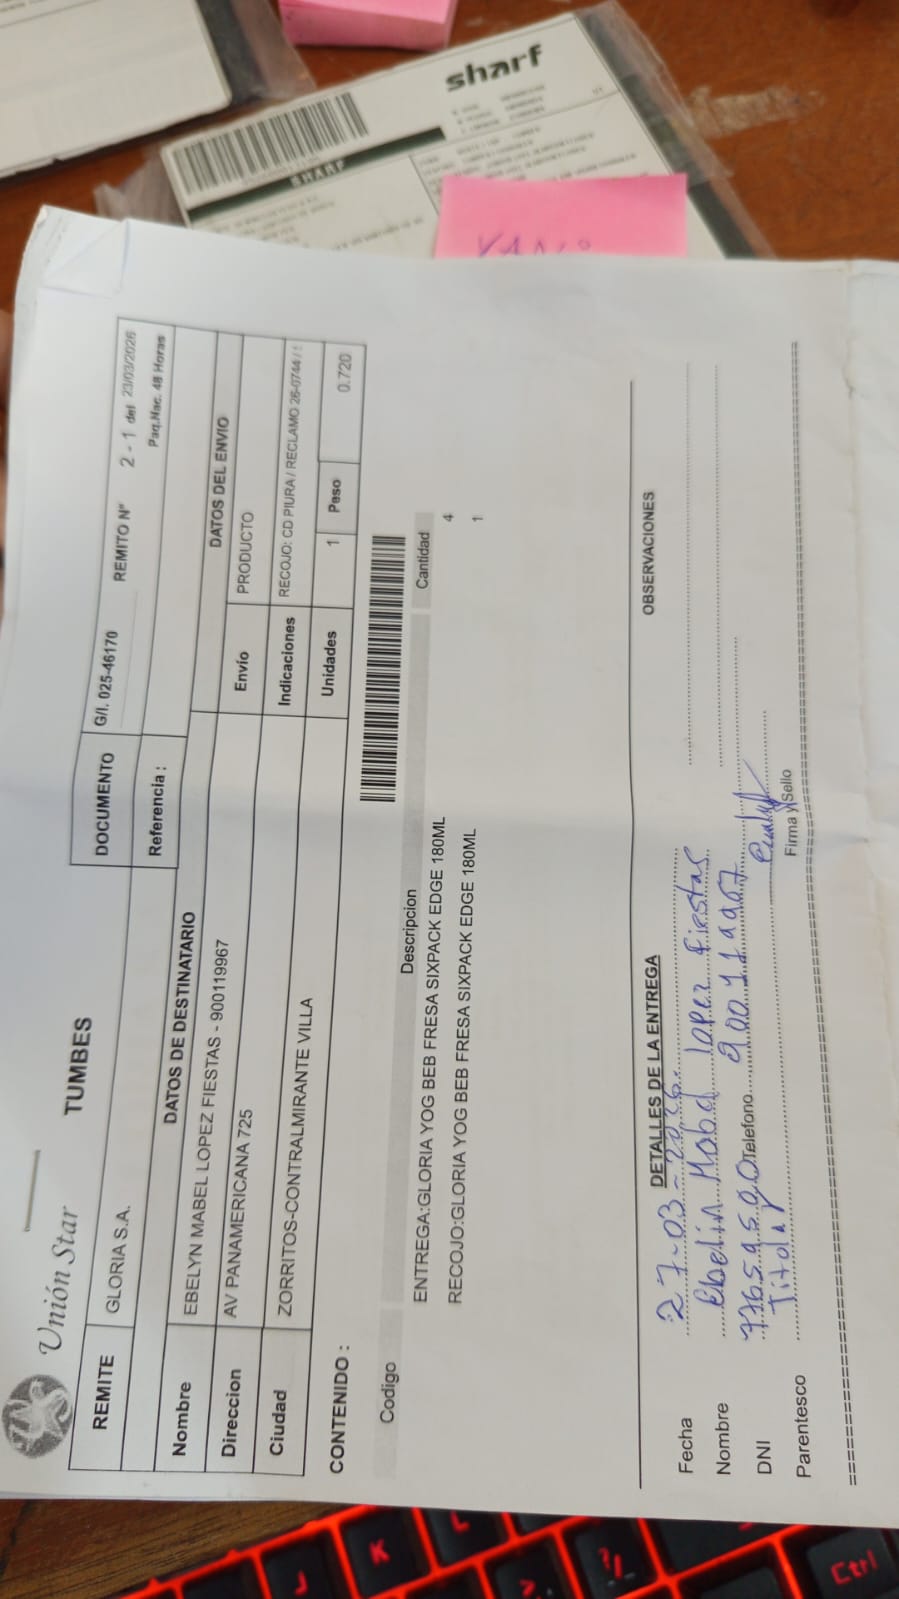 sharf
SHARF
Unión Star
TUMBES
REMITE
GLORIA S.A.
DOCUMENTO
G/I. 025-46170
REMITO Nº
2 - 1 del 23/03/2026
Referencia :
Paq.Nac. 48 Horas
DATOS DE DESTINATARIO
DATOS DEL ENVIO
Nombre
EBELYN MABEL LOPEZ FIESTAS - 900119967
Envío
PRODUCTO
Direccion
AV PANAMERICANA 725
Indicaciones
RECOJO: CD PIURA / RECLAMO 26-0744 /
Ciudad
ZORRITOS-CONTRALMIRANTE VILLA
Unidades
1
Peso
0.720
CONTENIDO :
Codigo
Descripcion
Cantidad
ENTREGA:GLORIA YOG BEB FRESA SIXPACK EDGE 180ML
4
RECOJO:GLORIA YOG BEB FRESA SIXPACK EDGE 180ML
1
DETALLES DE LA ENTREGA
OBSERVACIONES
Fecha
27-03-2026.
Nombre
Ebelin Mabel lopez fiestas
DNI
Telefono
Parentesco
Titular
Firma y Sello
K
L
Ctrl